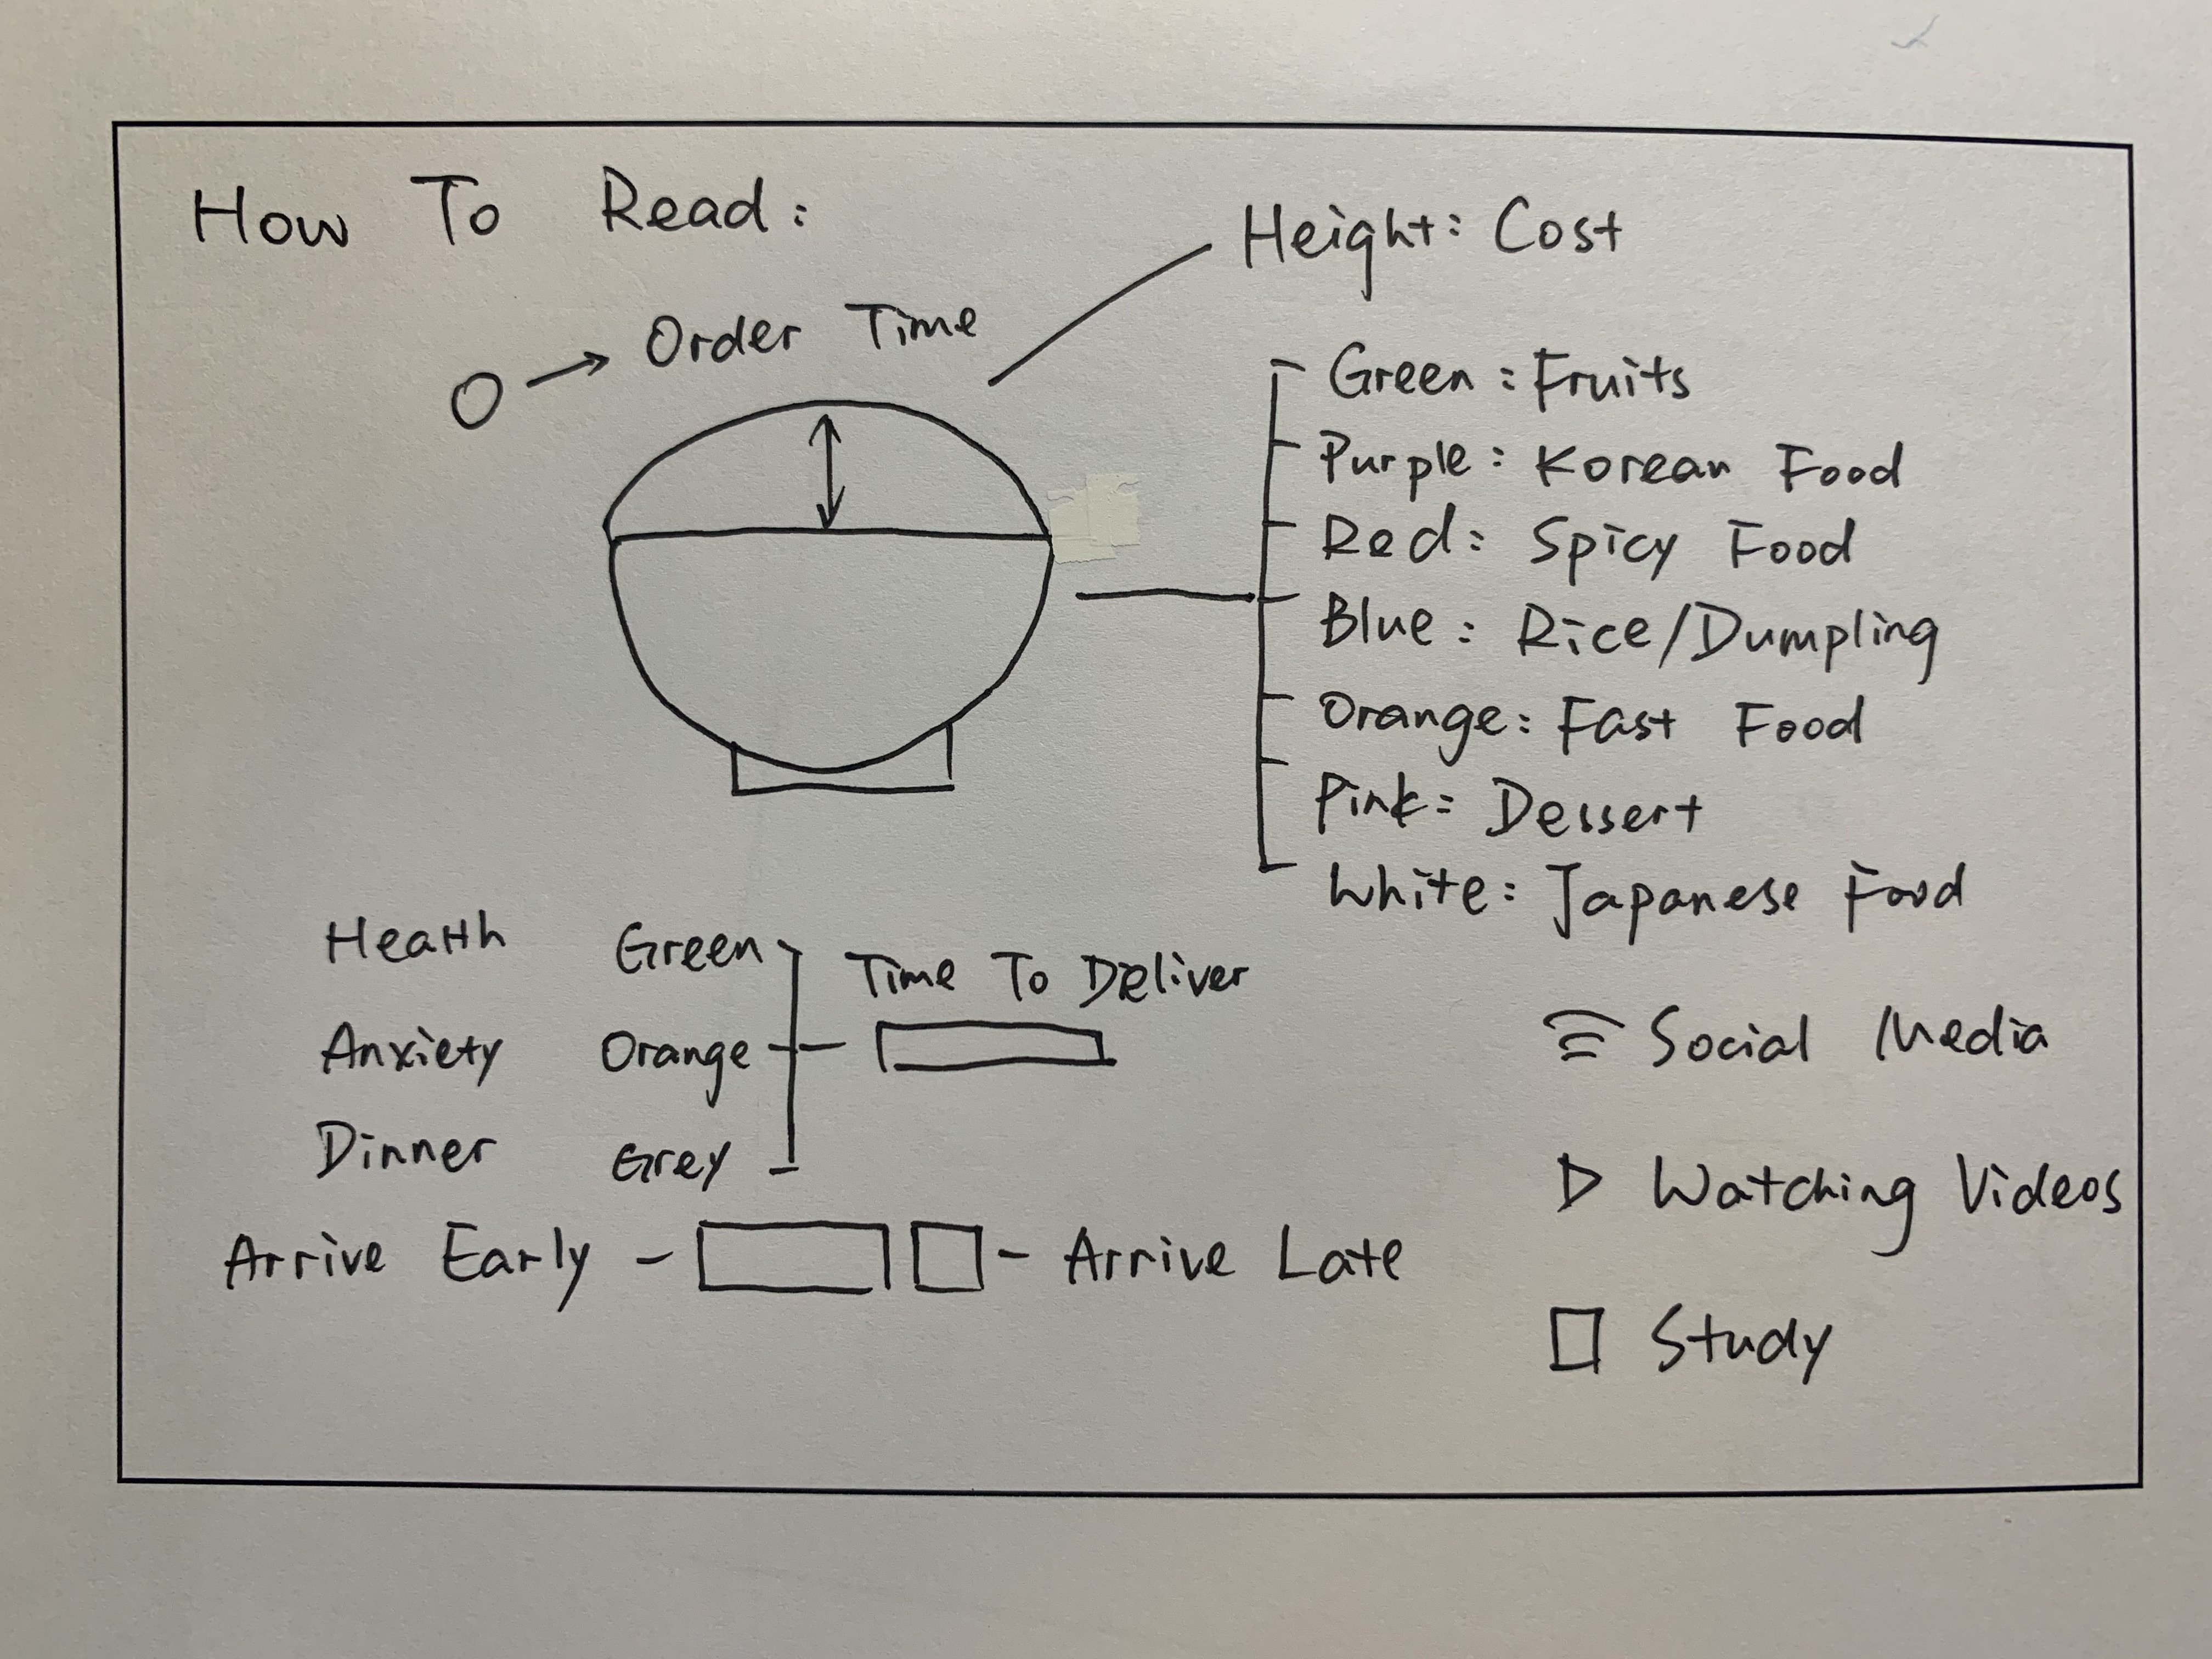 How To Read:
Height: Cost
Order Time
Green: Fruits
Purple: Korean Food
Red: Spicy Food
Blue: Rice/Dumpling
Orange: Fast Food
Pink: Dessert
White: Japanese Food
Health Green
Anxiety Orange
Dinner Grey
Time To Deliver
Arrive Early - - Arrive Late
Social Media
Watching Videos
Study